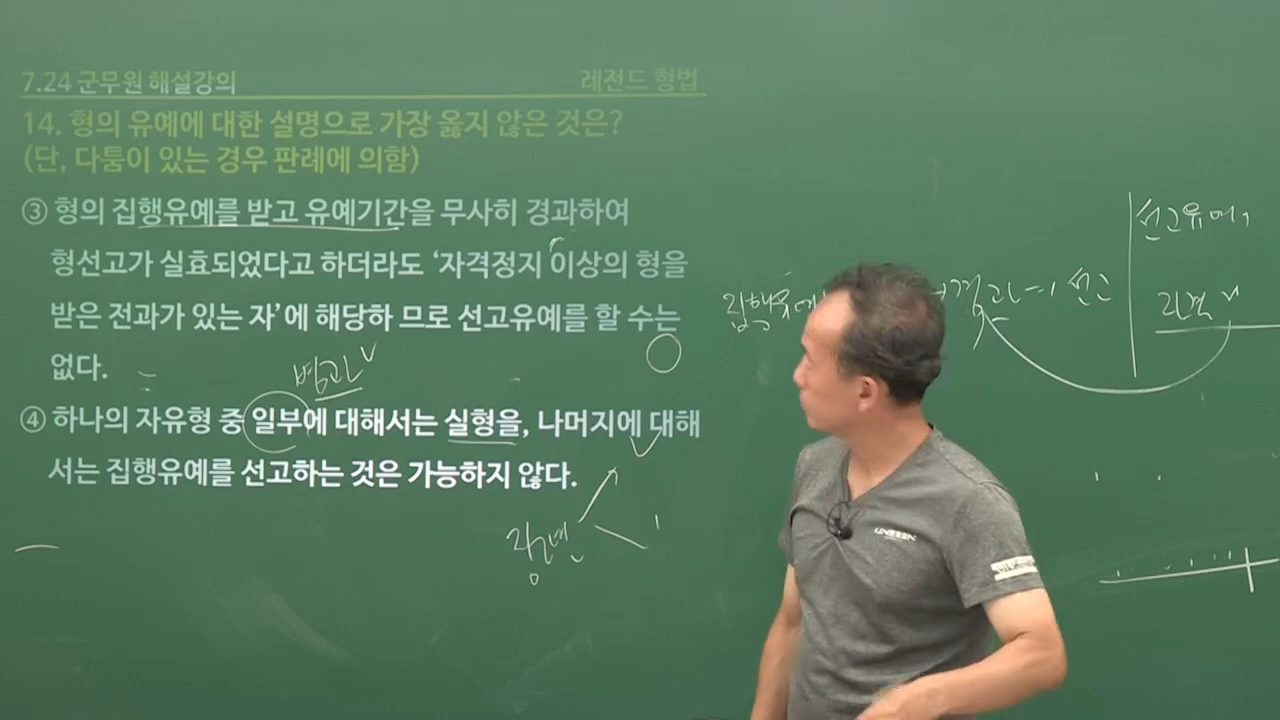 7.24 군무원 해설강의
레전드 형법
14. 형의 유예에 대한 설명으로 가장 옳지 않은 것은?
(단, 다툼이 있는 경우 판례에 의함)
③ 형의 집행유예를 받고 유예기간을 무사히 경과하여
형선고가 실효되었다고 하더라도 ‘자격정지 이상의 형을
받은 전과가 있는 자’에 해당하 므로 선고유예를 할 수는
없다.
병과
④ 하나의 자유형 중 일부에 대해서는 실형을, 나머지에 대해
서는 집행유예를 선고하는 것은 가능하지 않다.
선고유예
집행유예
선고